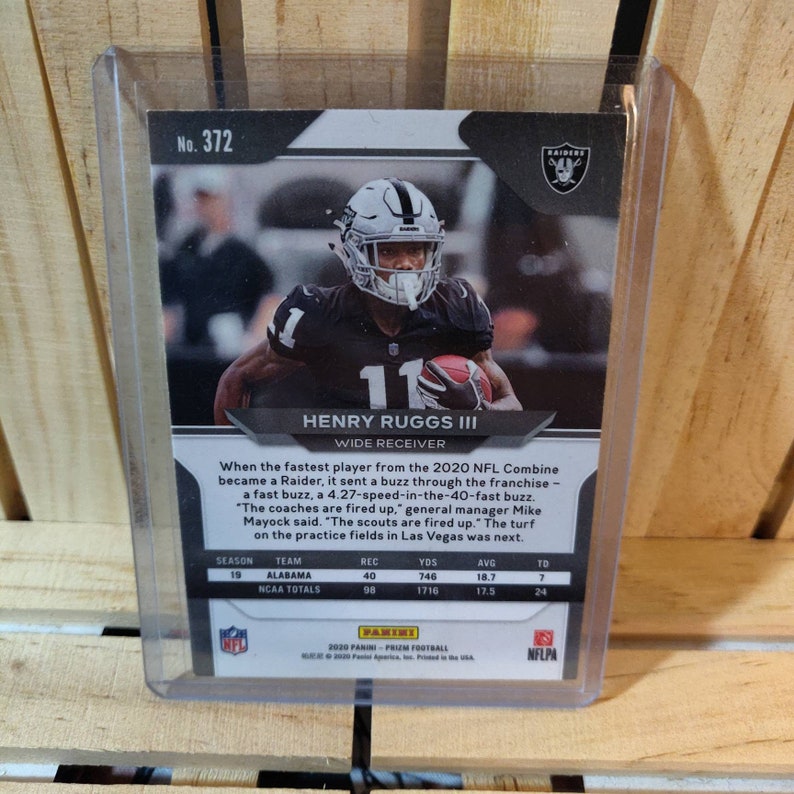 No. 372
RAIDERS
RAIDERS
11
11
HENRY RUGGS III
WIDE RECEIVER
When the fastest player from the 2020 NFL Combine
became a Raider, it sent a buzz through the franchise –
a fast buzz, a 4.27-speed-in-the-40-fast buzz.
"The coaches are fired up," general manager Mike
Mayock said. "The scouts are fired up." The turf
on the practice fields in Las Vegas was next.
SEASON TEAM REC YDS AVG TD
19 ALABAMA 40 746 18.7 7
NCAA TOTALS 98 1716 17.5 24
NFL
PANINI
2020 PANINI – PRIZM FOOTBALL
© 2020 Panini America, Inc. Printed in the USA.
NFLPA